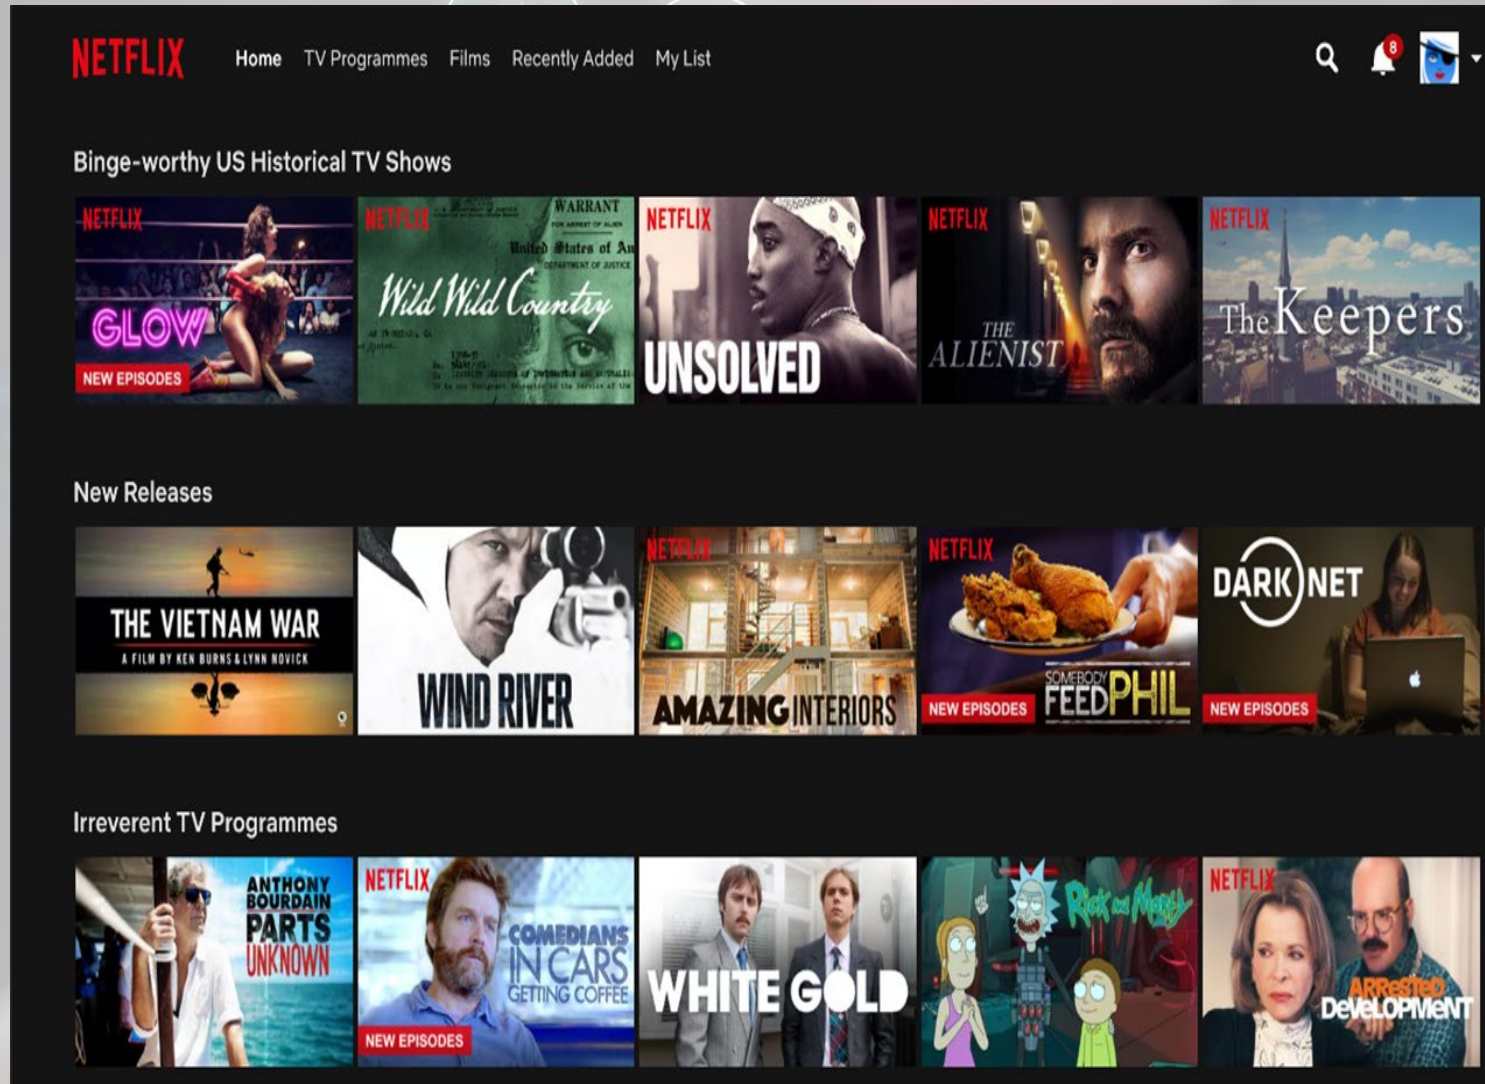 NETFLIX Home TV Programmes Films Recently Added My List 8
Binge-worthy US Historical TV Shows
NETFLIX
GLOW
NEW EPISODES
NETFLIX
WARRANT
FOR ARREST OF ALIEN
United States of Am
DEPARTMENT OF JUSTICE
Wild Wild Country
NETFLIX
UNSOLVED
NETFLIX
THE
ALIENIST
NETFLIX
The Keepers
New Releases
THE VIETNAM WAR
A FILM BY KEN BURNS & LYNN NOVICK
WIND RIVER
NETFLIX
AMAZING INTERIORS
NETFLIX
SOMEBODY
FEED PHIL
NEW EPISODES
DARK NET
NEW EPISODES
Irreverent TV Programmes
ANTHONY
BOURDAIN
PARTS
UNKNOWN
NETFLIX
COMEDIANS
IN CARS
GETTING COFFEE
NEW EPISODES
WHITE GOLD
Rick and Morty
NETFLIX
ARRESTED
DEVELOPMENT